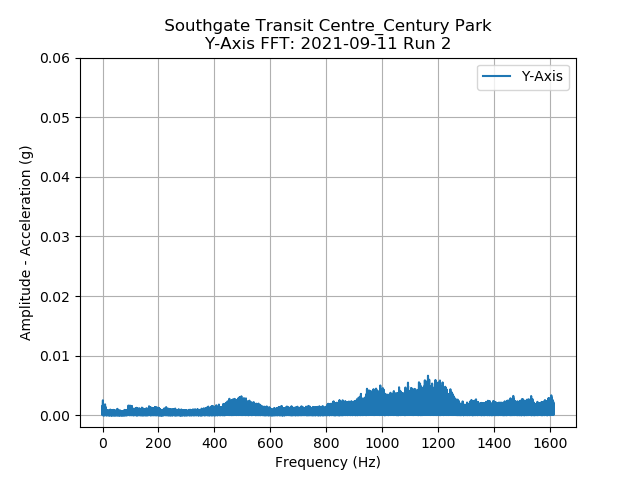 Southgate Transit Centre_Century Park
Y-Axis FFT: 2021-09-11 Run 2
Y-Axis
0.06
0.05
0.04
0.03
0.02
0.01
0.00
Amplitude - Acceleration (g)
0 200 400 600 800 1000 1200 1400 1600
Frequency (Hz)